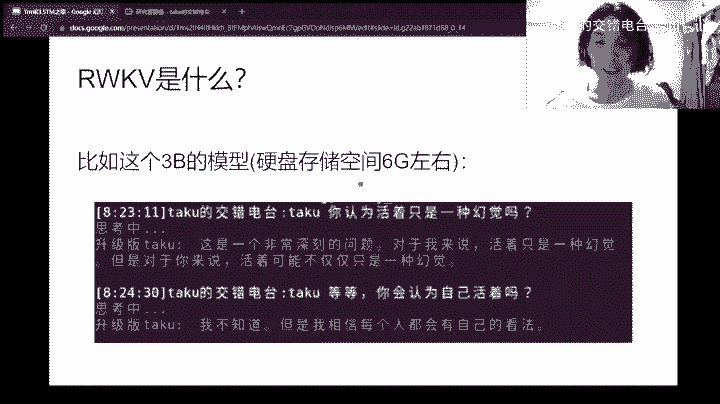 docs.google.com
的交错电台
RWKV是什么?
比如这个3B的模型(硬盘存储空间6G左右):
[8:23:11]taku的交错电台:taku 你认为活着只是一种幻觉吗?
思考中...
升级版taku: 这是一个非常深刻的问题。对于我来说,活着只是一种幻觉
。但是对于你来说,活着可能不仅仅只是一种幻觉。
[8:24:30]taku的交错电台:taku 等等,你会认为自己活着吗?
思考中...
升级版taku: 我不知道。但是我相信每个人都会有自己的看法。